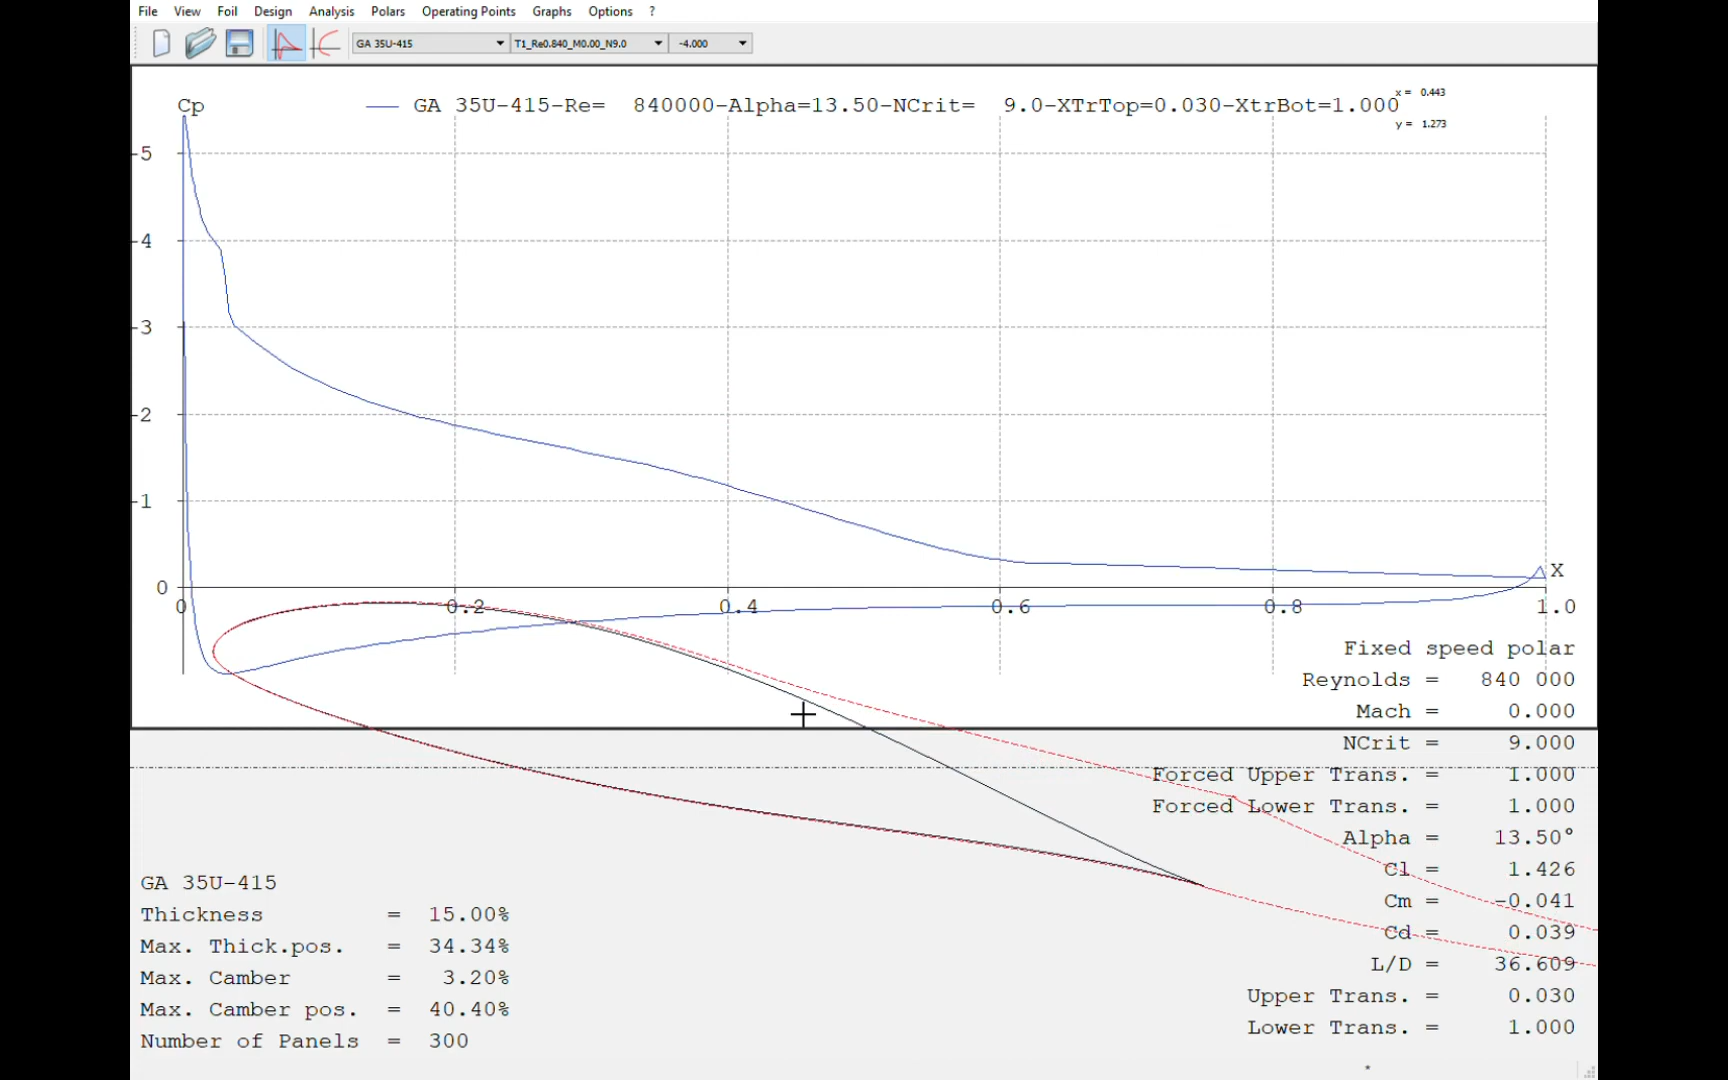 File View Foil Design Analysis Polars Operating Points Graphs Options ?
GA 35U-415 T1_Re0.840_M0.00_N9.0 -4.000
Cp
GA 35U-415-Re= 840000-Alpha=13.50-NCrit= 9.0-XTrTop=0.030-XtrBot=1.000
x = 0.443
y = 1.273
-5
-4
-3
-2
-1
0
X
0 0.2 0.4 0.6 0.8 1.0
Fixed speed polar
Reynolds = 840 000
Mach = 0.000
NCrit = 9.000
Forced Upper Trans. = 1.000
Forced Lower Trans. = 1.000
Alpha = 13.50°
Cl = 1.426
Cm = -0.041
Cd = 0.039
L/D = 36.609
Upper Trans. = 0.030
Lower Trans. = 1.000
GA 35U-415
Thickness = 15.00%
Max. Thick.pos. = 34.34%
Max. Camber = 3.20%
Max. Camber pos. = 40.40%
Number of Panels = 300